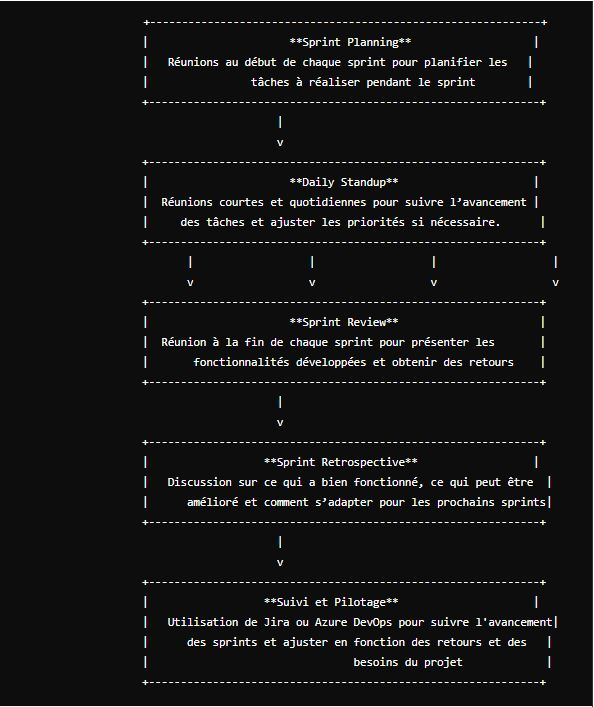 +-------------------------------------------------------------+
| **Sprint Planning** |
| Réunions au début de chaque sprint pour planifier les |
| tâches à réaliser pendant le sprint |
+-------------------------------------------------------------+
|
v
+-------------------------------------------------------------+
| **Daily Standup** |
| Réunions courtes et quotidiennes pour suivre l’avancement |
| des tâches et ajuster les priorités si nécessaire. |
+-------------------------------------------------------------+
| | | |
v v v v
+-------------------------------------------------------------+
| **Sprint Review** |
| Réunion à la fin de chaque sprint pour présenter les |
| fonctionnalités développées et obtenir des retours |
+-------------------------------------------------------------+
|
v
+-------------------------------------------------------------+
| **Sprint Retrospective** |
| Discussion sur ce qui a bien fonctionné, ce qui peut être |
| amélioré et comment s’adapter pour les prochains sprints|
+-------------------------------------------------------------+
|
v
+-------------------------------------------------------------+
| **Suivi et Pilotage** |
| Utilisation de Jira ou Azure DevOps pour suivre l'avancement|
| des sprints et ajuster en fonction des retours et des |
| besoins du projet |
+-------------------------------------------------------------+